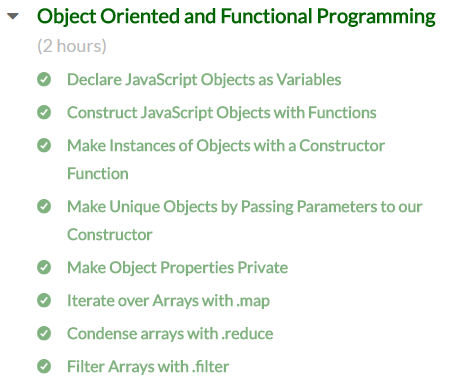 Object Oriented and Functional Programming
(2 hours)
Declare JavaScript Objects as Variables
Construct JavaScript Objects with Functions
Make Instances of Objects with a Constructor
Function
Make Unique Objects by Passing Parameters to our
Constructor
Make Object Properties Private
Iterate over Arrays with .map
Condense arrays with .reduce
Filter Arrays with .filter